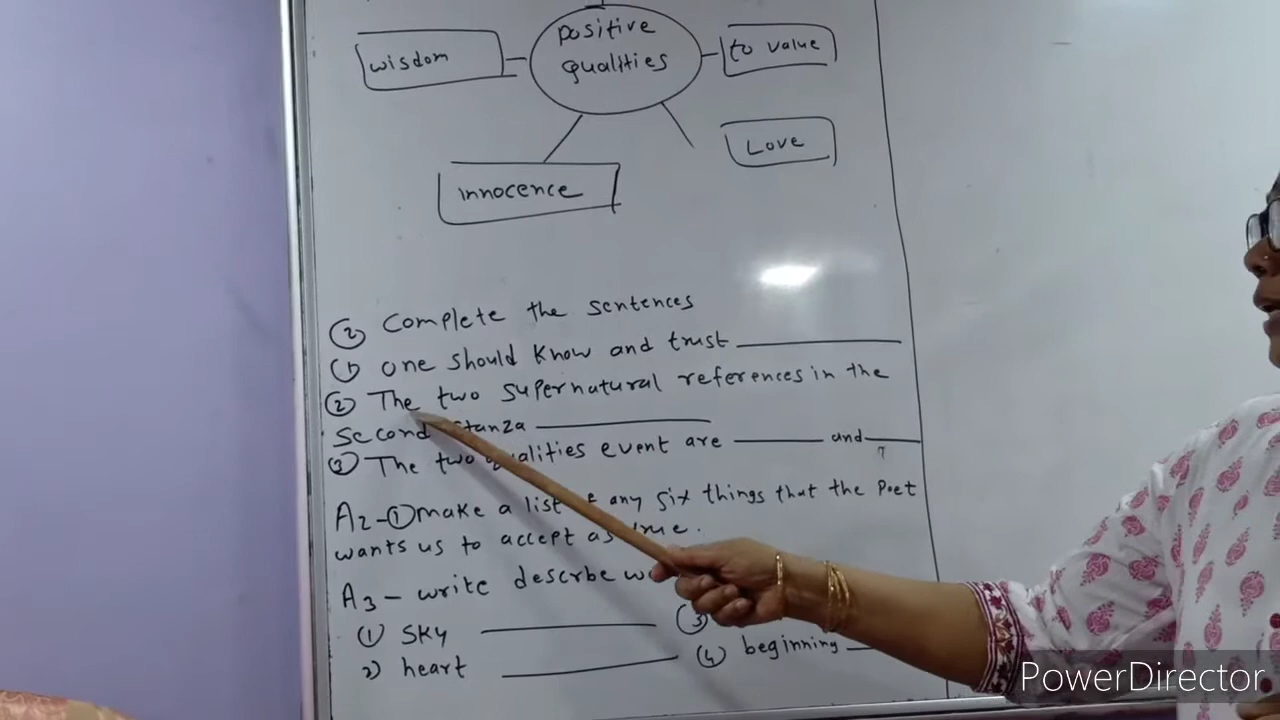 positive
qualities
wisdom
to value
Love
innocence
② Complete the sentences
① one should know and trust
② The two supernatural references in the
second stanza
③ The two qualities event are and
A2-① make a list any six things that the Poet
wants us to accept as
A3 - write descrbe
① Sky
2) heart
③
④ beginning
PowerDirector